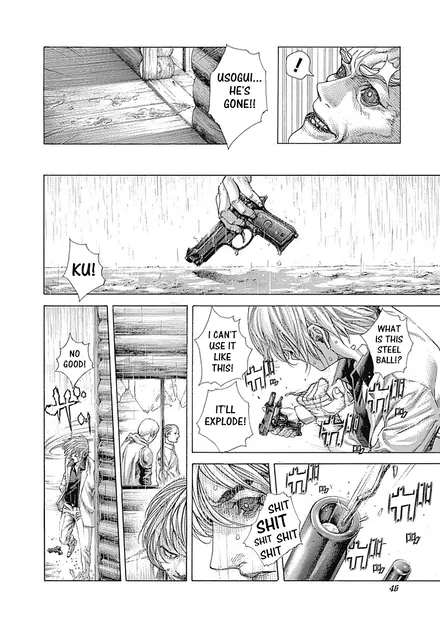 !
USOGUI...
HE'S
GONE!!
KU!
WHAT
IS THIS
STEEL
BALL!?
I CAN'T
USE IT
LIKE
THIS!
IT'LL
EXPLODE!
NO
GOOD!
SHIT
SHIT
SHIT SHIT
SHIT
46